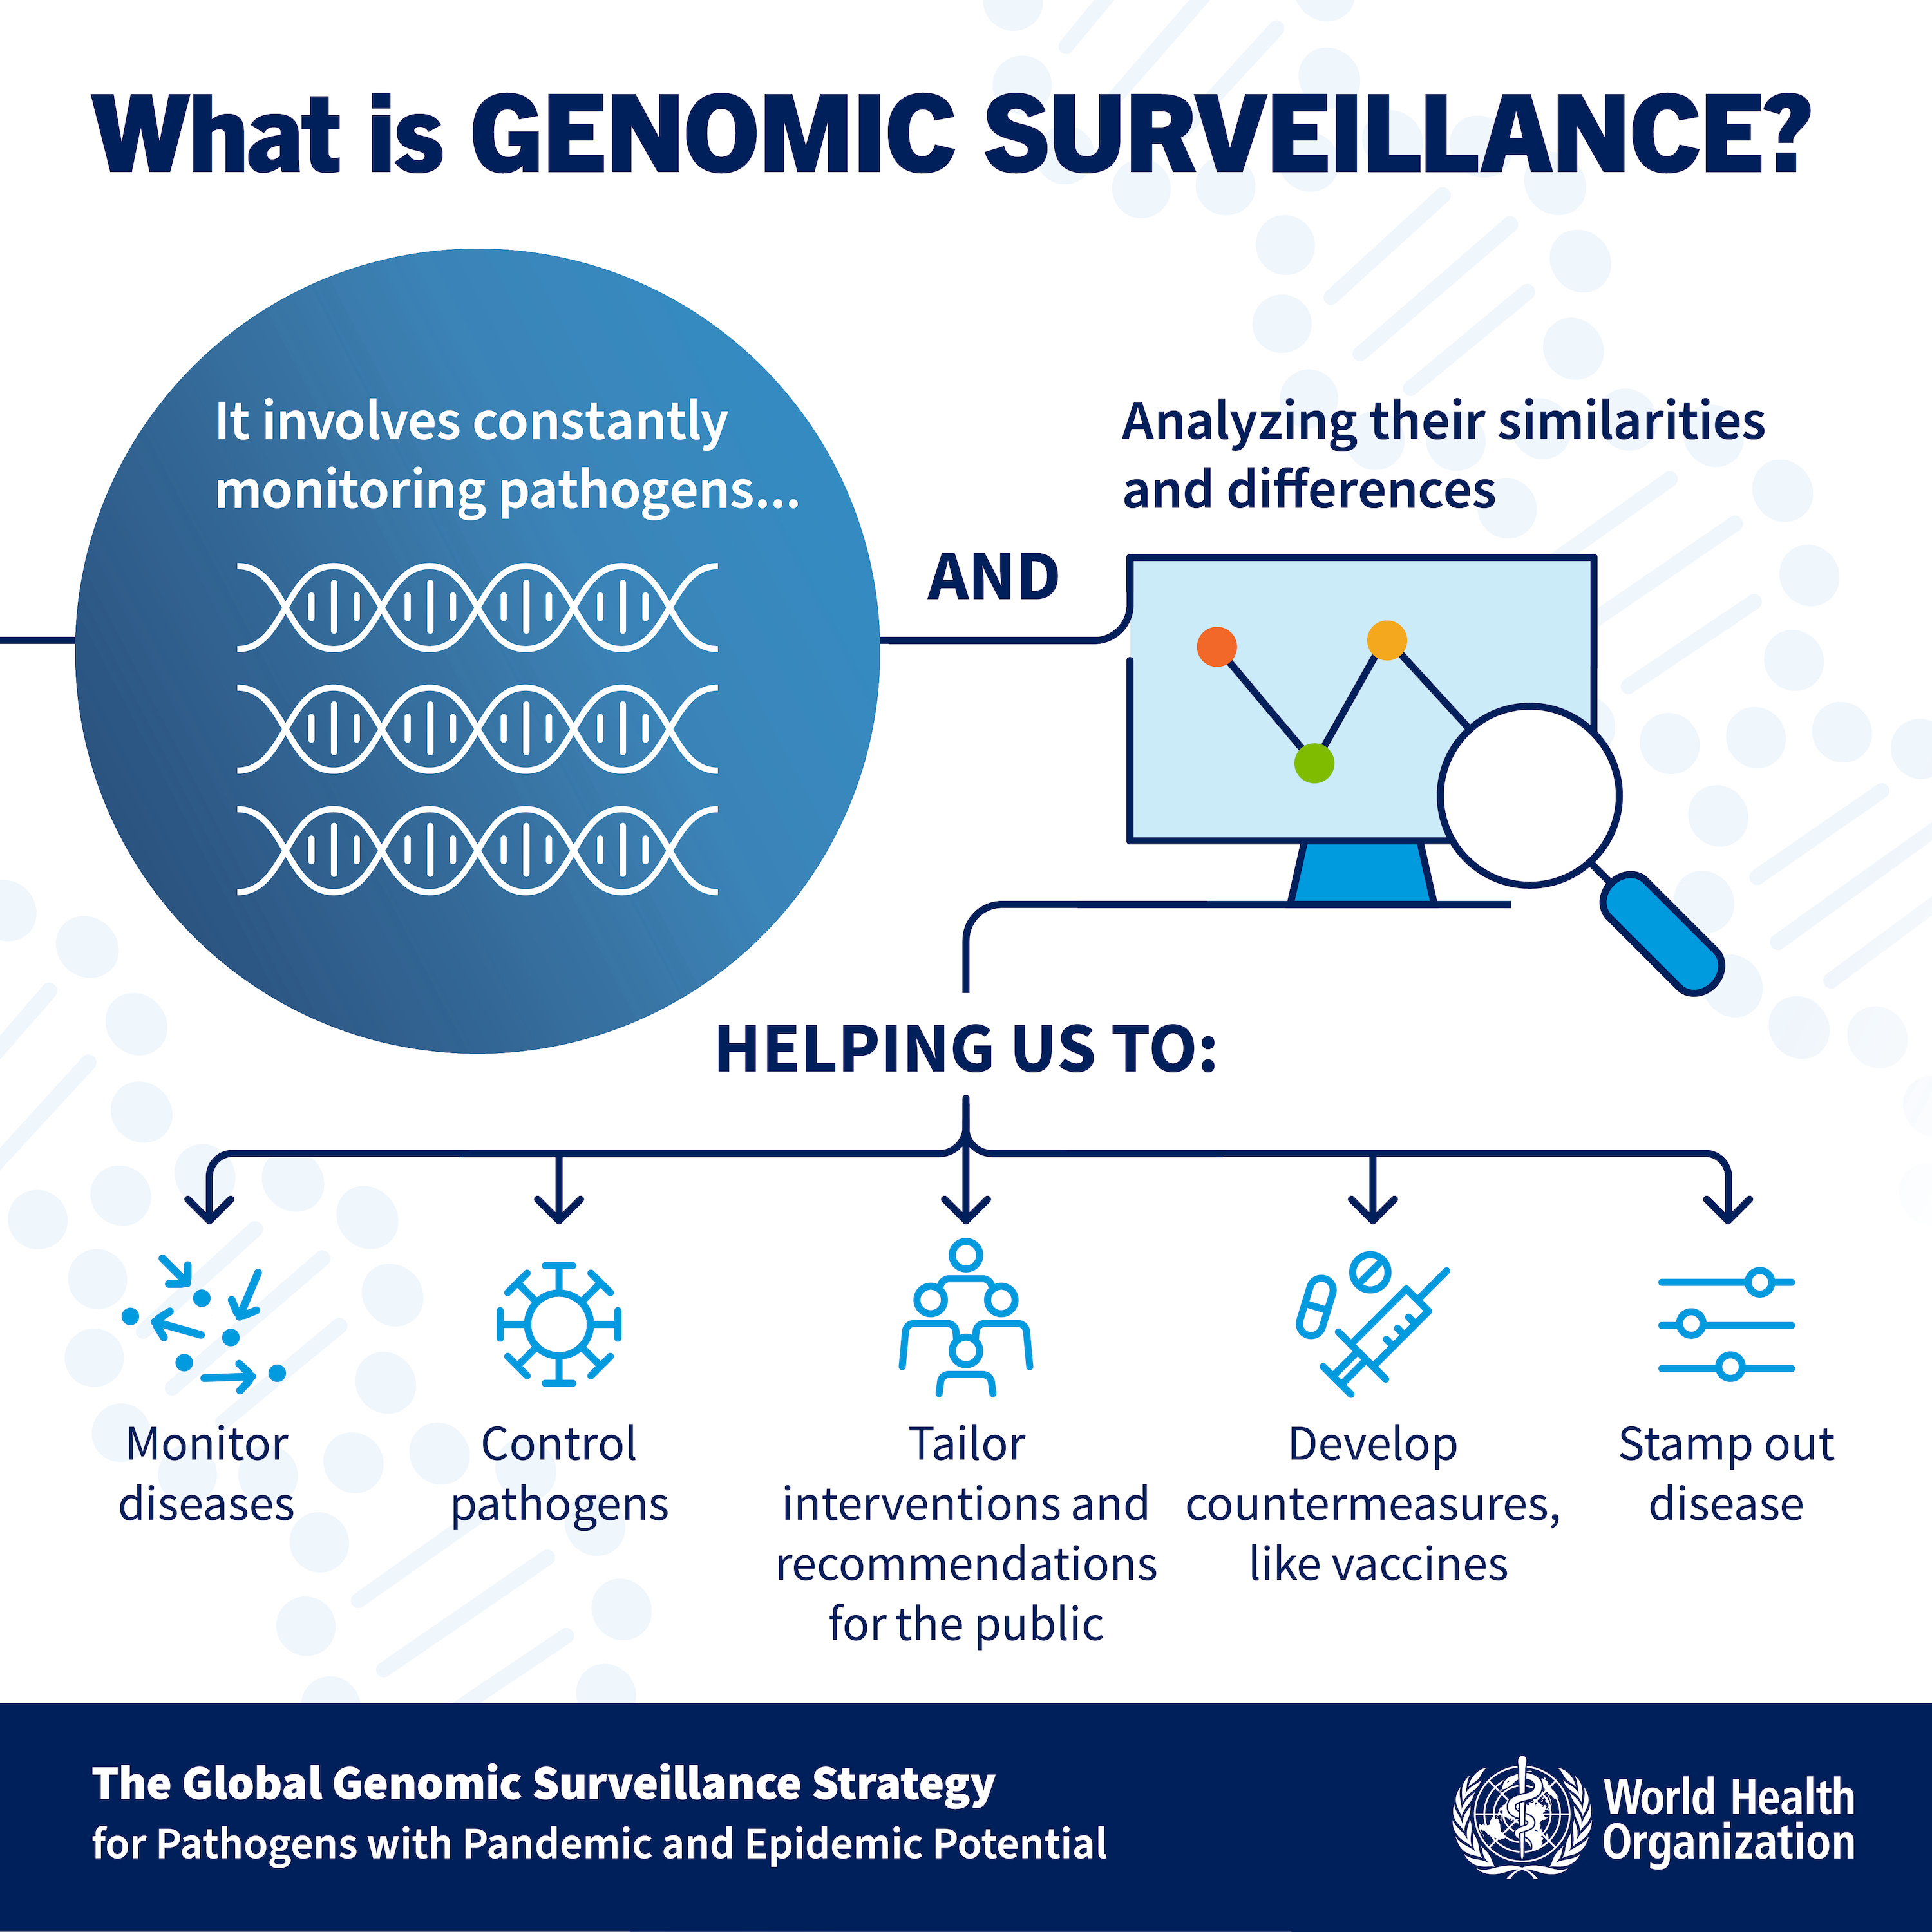 What is GENOMIC SURVEILLANCE?
It involves constantly
monitoring pathogens...
AND
Analyzing their similarities
and differences
HELPING US TO:
Monitor
diseases
Control
pathogens
Tailor
interventions and
recommendations
for the public
Develop
countermeasures,
like vaccines
Stamp out
disease
The Global Genomic Surveillance Strategy
for Pathogens with Pandemic and Epidemic Potential
World Health
Organization